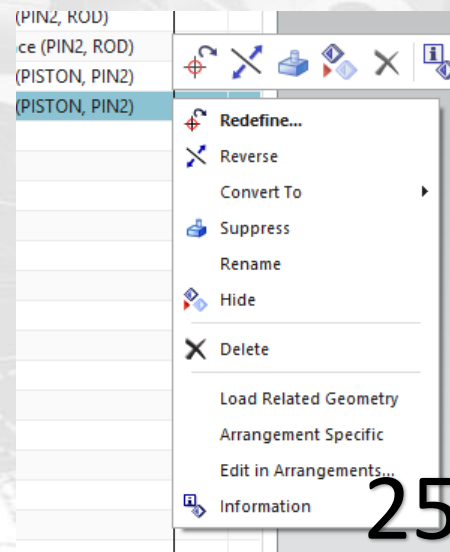 (PIN2, ROD)
ce (PIN2, ROD)
(PISTON, PIN2)
(PISTON, PIN2)
Redefine...
Reverse
Convert To
Suppress
Rename
Hide
Delete
Load Related Geometry
Arrangement Specific
Edit in Arrangements...
Information
25